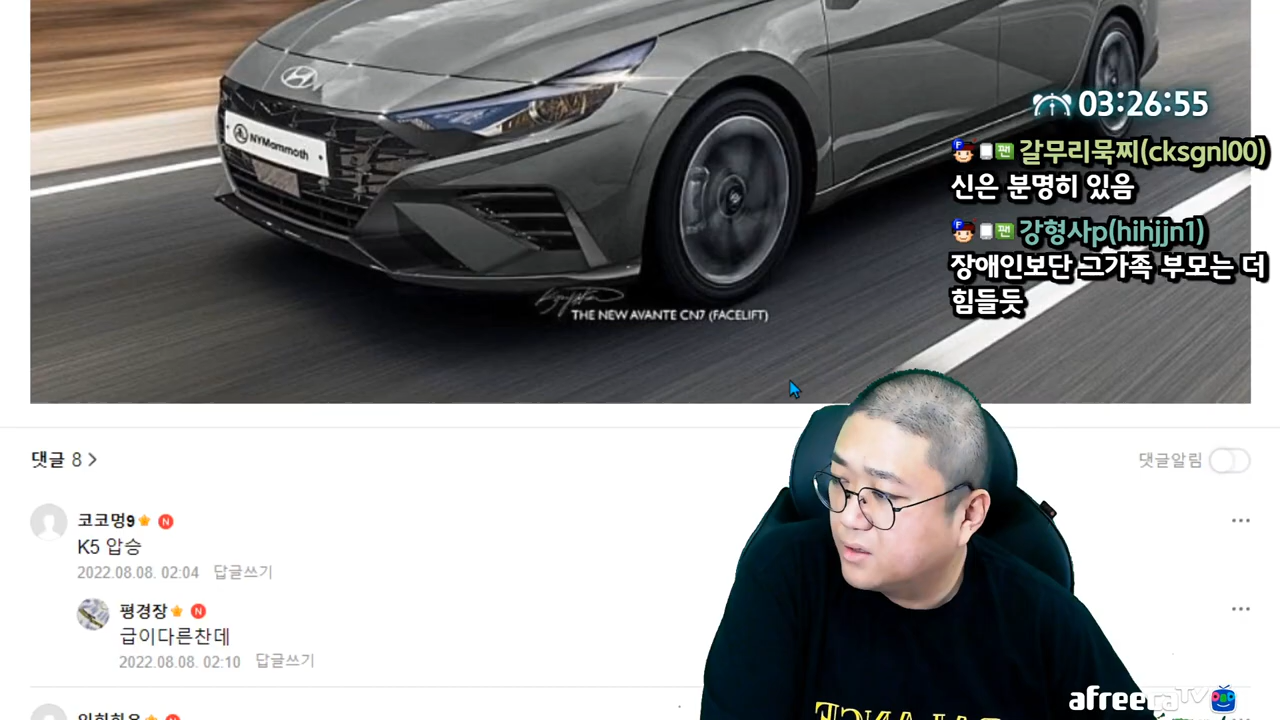 NYMammoth
THE NEW AVANTE CN7 (FACELIFT)
03:26:55
갈무리묵찌(cksgnl00)
신은 분명히 있음
강형사p(hihjjn1)
장애인보단 그가족 부모는 더
힘들듯
댓글 8 >
댓글알림
코코멍9
K5 압승
2022.08.08. 02:04 답글쓰기
평경장
급이다른찬데
2022.08.08. 02:10 답글쓰기
afreecaTV